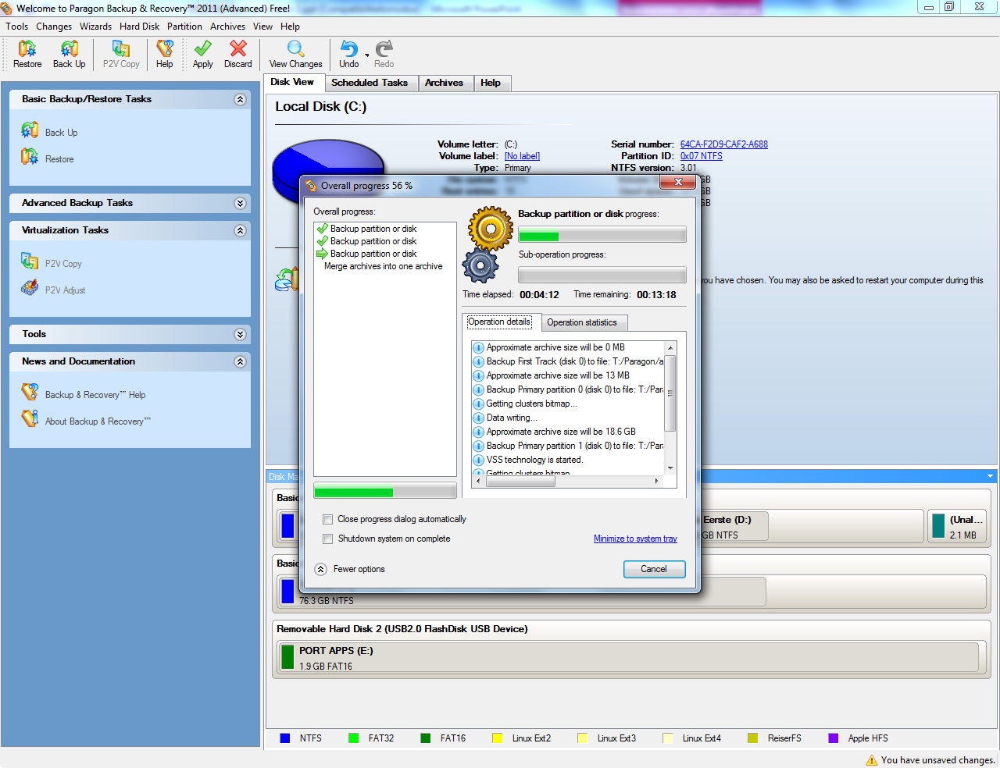 Welcome to Paragon Backup & Recovery™ 2011 (Advanced) Free!
Tools Changes Wizards Hard Disk Partition Archives View Help
Restore Back Up P2V Copy Help Apply Discard View Changes Undo Redo
Basic Backup/Restore Tasks
Back Up
Restore
Advanced Backup Tasks
Virtualization Tasks
P2V Copy
P2V Adjust
Tools
News and Documentation
Backup & Recovery™ Help
About Backup & Recovery™
Disk View Scheduled Tasks Archives Help
Local Disk (C:)
Volume letter: (C:) Serial number: 64CA-F2D9-CAF2-A688
Volume label: [No label] Partition ID: 0x07 NTFS
Type: Primary NTFS version: 3.01
GB
GB
GB
you have chosen. You may also be asked to restart your computer during this
Overall progress 56 %
Overall progress:
Backup partition or disk
Backup partition or disk
Backup partition or disk
Merge archives into one archive
Backup partition or disk progress:
Sub-operation progress:
Time elapsed: 00:04:12 Time remaining: 00:13:18
Operation details Operation statistics
Approximate archive size will be 0 MB
Backup First Track (disk 0) to file: T:/Paragon/a
Approximate archive size will be 13 MB
Backup Primary partition 0 (disk 0) to file: T:/Par
Getting clusters bitmap...
Data writing...
Approximate archive size will be 18.6 GB
Backup Primary partition 1 (disk 0) to file: T:/Par
VSS technology is started.
Getting clusters bitmap
Close progress dialog automatically
Shutdown system on complete
Minimize to system tray
Fewer options
Cancel
Disk Ma
Basic
Eerste (D:)
GB NTFS
(Unal...
2.1 MB
Basic
76.3 GB NTFS
Removable Hard Disk 2 (USB2.0 FlashDisk USB Device)
PORT APPS (E:)
1.9 GB FAT16
NTFS FAT32 FAT16 Linux Ext2 Linux Ext3 Linux Ext4 ReiserFS Apple HFS
You have unsaved changes.